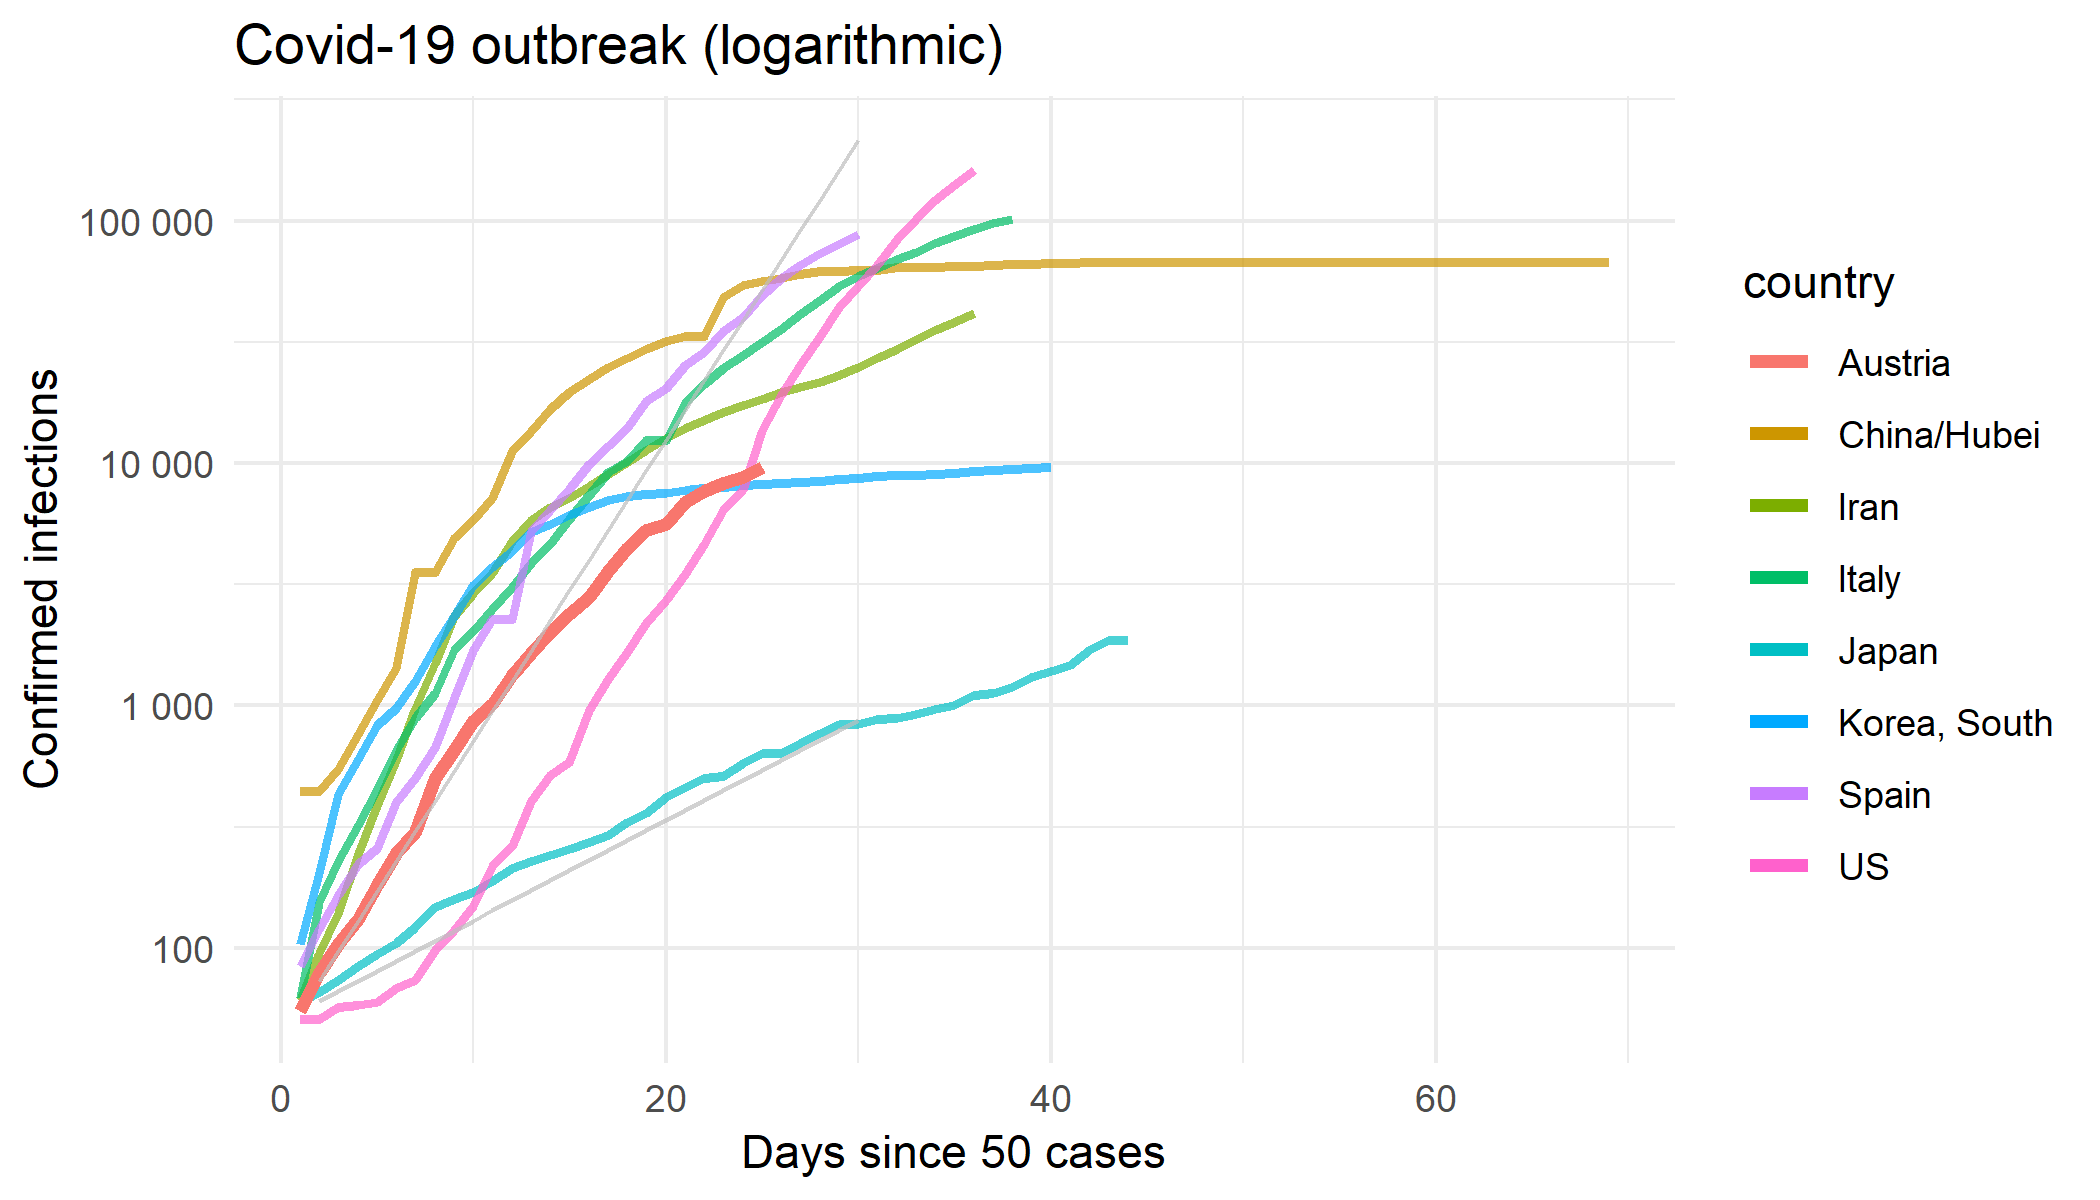 Covid-19 outbreak (logarithmic)
100 000
10 000
1 000
100
Confirmed infections
0 20 40 60
Days since 50 cases
country
Austria
China/Hubei
Iran
Italy
Japan
Korea, South
Spain
US